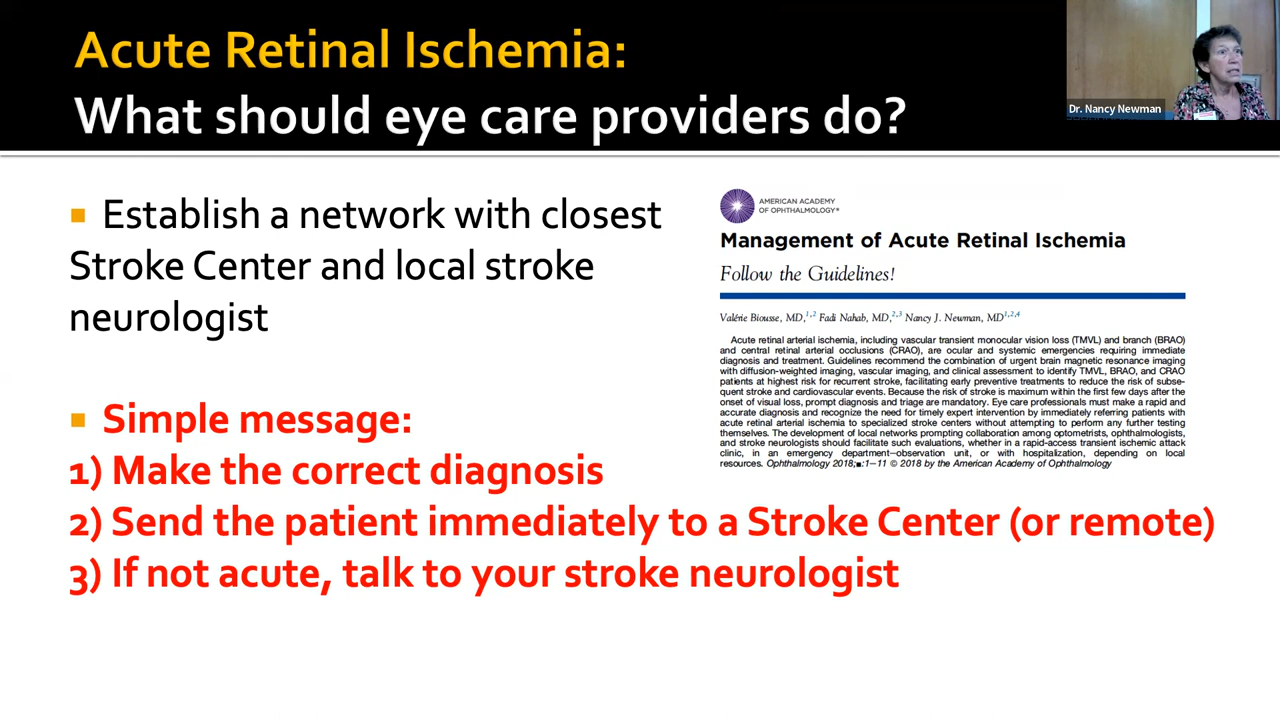 Acute Retinal Ischemia:
What should eye care providers do?
Dr. Nancy Newman
■ Establish a network with closest
Stroke Center and local stroke
neurologist
■ Simple message:
1) Make the correct diagnosis
2) Send the patient immediately to a Stroke Center (or remote)
3) If not acute, talk to your stroke neurologist
AMERICAN ACADEMY
OF OPHTHALMOLOGY®
Management of Acute Retinal Ischemia
Follow the Guidelines!
Valérie Biousse, MD,1,2 Fadi Nahab, MD,2,3 Nancy J. Newman, MD1,2,4
Acute retinal arterial ischemia, including vascular transient monocular vision loss (TMVL) and branch (BRAO)
and central retinal arterial occlusions (CRAO), are ocular and systemic emergencies requiring immediate
diagnosis and treatment. Guidelines recommend the combination of urgent brain magnetic resonance imaging
with diffusion-weighted imaging, vascular imaging, and clinical assessment to identify TMVL, BRAO, and CRAO
patients at highest risk for recurrent stroke, facilitating early preventive treatments to reduce the risk of subse-
quent stroke and cardiovascular events. Because the risk of stroke is maximum within the first few days after the
onset of visual loss, prompt diagnosis and triage are mandatory. Eye care professionals must make a rapid and
accurate diagnosis and recognize the need for timely expert intervention by immediately referring patients with
acute retinal arterial ischemia to specialized stroke centers without attempting to perform any further testing
themselves. The development of local networks prompting collaboration among optometrists, ophthalmologists,
and stroke neurologists should facilitate such evaluations, whether in a rapid-access transient ischemic attack
clinic, in an emergency department–observation unit, or with hospitalization, depending on local
resources. Ophthalmology 2018;■:1–11 © 2018 by the American Academy of Ophthalmology